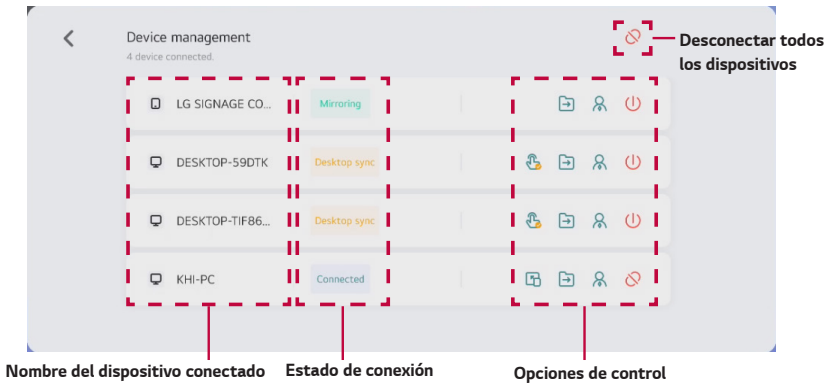 Device management
4 device connected.
Desconectar todos
los dispositivos
LG SIGNAGE CO...
Mirroring
DESKTOP-59DTK
Desktop sync
DESKTOP-TIF86...
Desktop sync
KHI-PC
Connected
Nombre del dispositivo conectado
Estado de conexión
Opciones de control